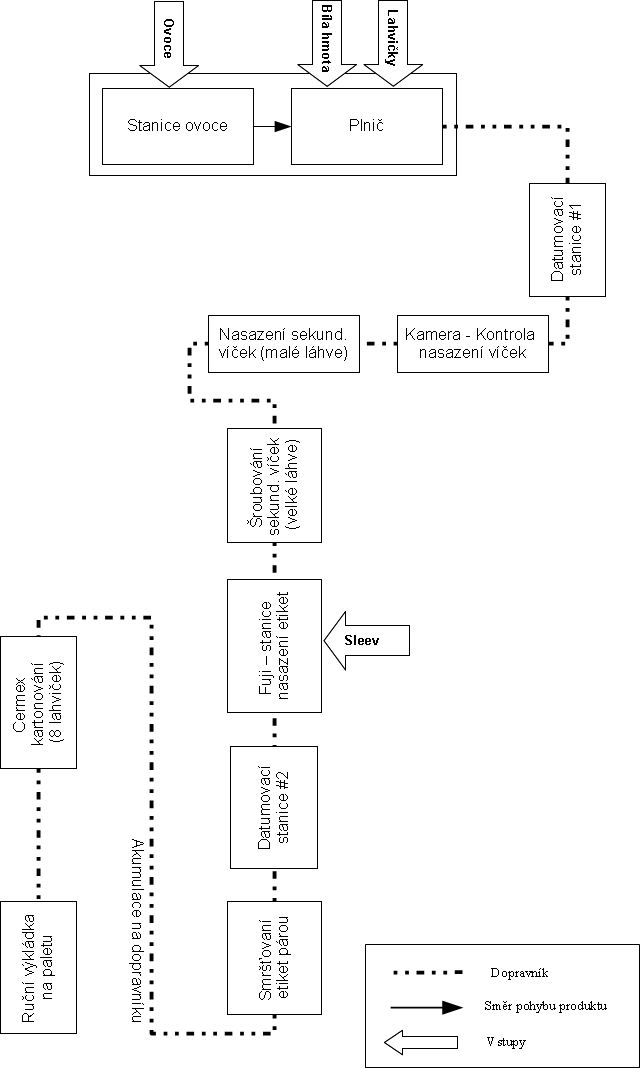 Ovoce
Bíla hmota
Lahvičky
Stanice ovoce
Plnič
Datumovací
stanice #1
Kamera - Kontrola
nasazení víček
Nasazení sekund.
víček (malé láhve)
Šroubování
sekund. víček
(velké láhve)
Fuji – stanice
nasazení etiket
Sleev
Datumovací
stanice #2
Smršťování
etiket párou
Akumulace na dopravníku
Cermex
kartonování
(8 lahviček)
Ruční výkládka
na paletu
Dopravník
Směr pohybu produktu
V stupy